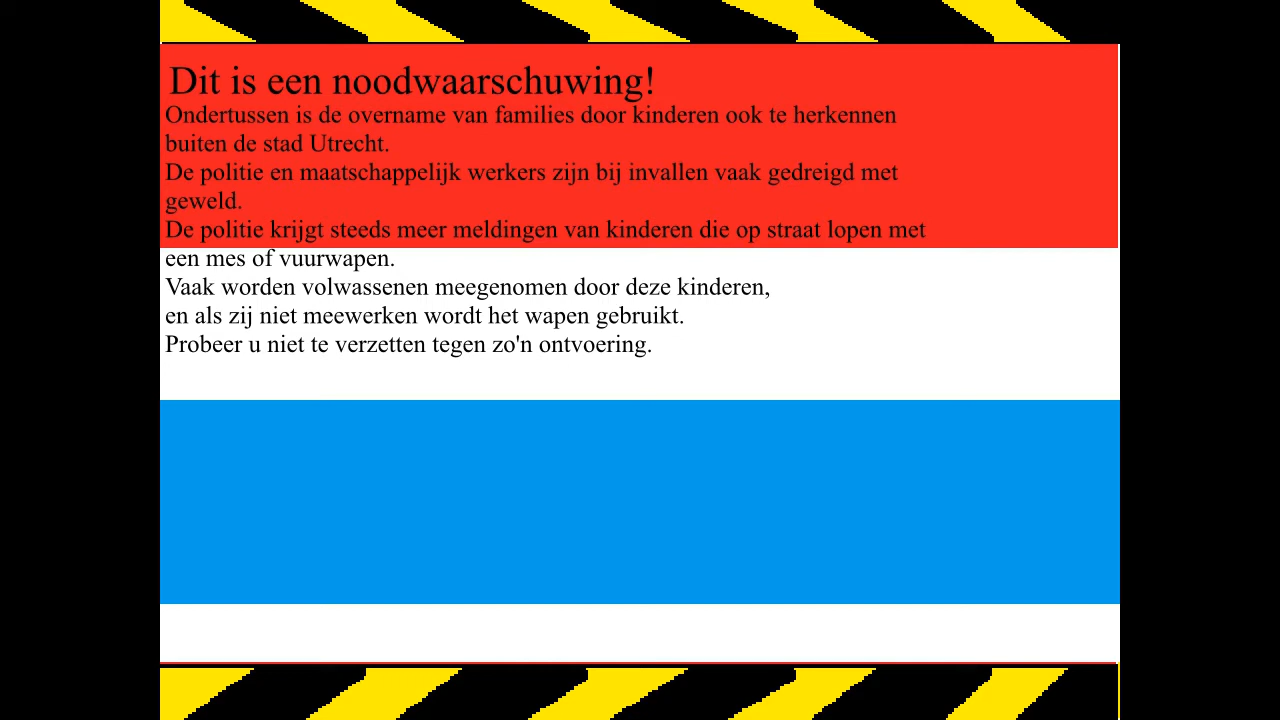 Dit is een noodwaarschuwing!
Ondertussen is de overname van families door kinderen ook te herkennen
buiten de stad Utrecht.
De politie en maatschappelijk werkers zijn bij invallen vaak gedreigd met
geweld.
De politie krijgt steeds meer meldingen van kinderen die op straat lopen met
een mes of vuurwapen.
Vaak worden volwassenen meegenomen door deze kinderen,
en als zij niet meewerken wordt het wapen gebruikt.
Probeer u niet te verzetten tegen zo'n ontvoering.